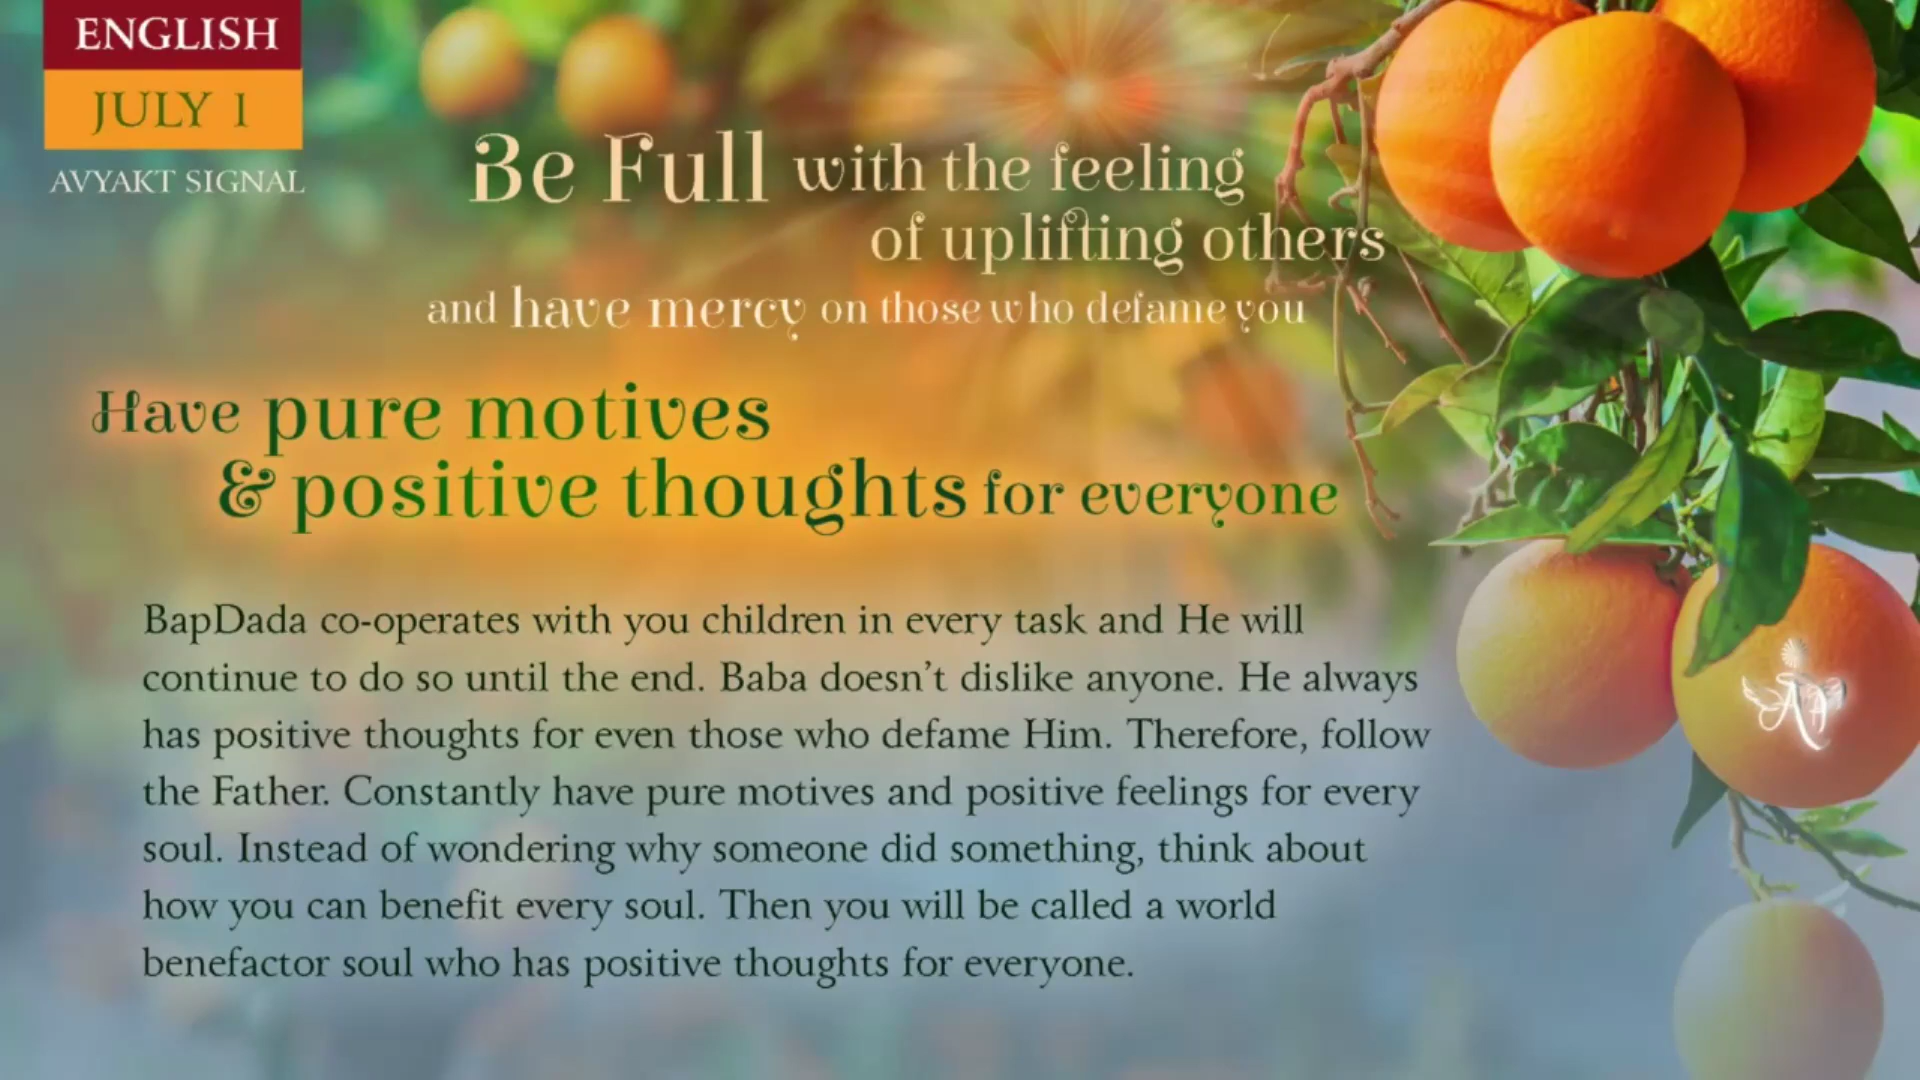 ENGLISH
JULY 1
AVYAKT SIGNAL
Be Full with the feeling
of uplifting others
and have mercy on those who defame you
Have pure motives
& positive thoughts for everyone
BapDada co-operates with you children in every task and He will
continue to do so until the end. Baba doesn't dislike anyone. He always
has positive thoughts for even those who defame Him. Therefore, follow
the Father. Constantly have pure motives and positive feelings for every
soul. Instead of wondering why someone did something, think about
how you can benefit every soul. Then you will be called a world
benefactor soul who has positive thoughts for everyone.